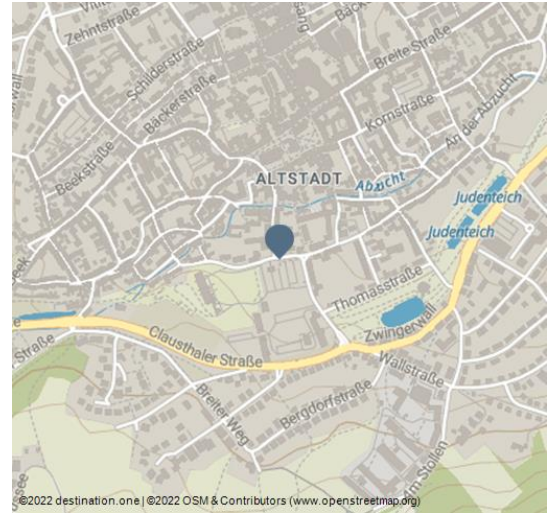 Zehntstraße
Schilderstraße
Bäckerstraße
Breite Straße
Kornstraße
An der Abzucht
Beekstraße
ALTSTADT
Abzucht
Judenteich
Judenteich
Thomasstraße
Zwingerwall
Clausthaler Straße
Straße
Wallstraße
Breiter Weg
Bergdorfstraße
©2022 destination.one | ©2022 OSM & Contributors (www.openstreetmap.org)